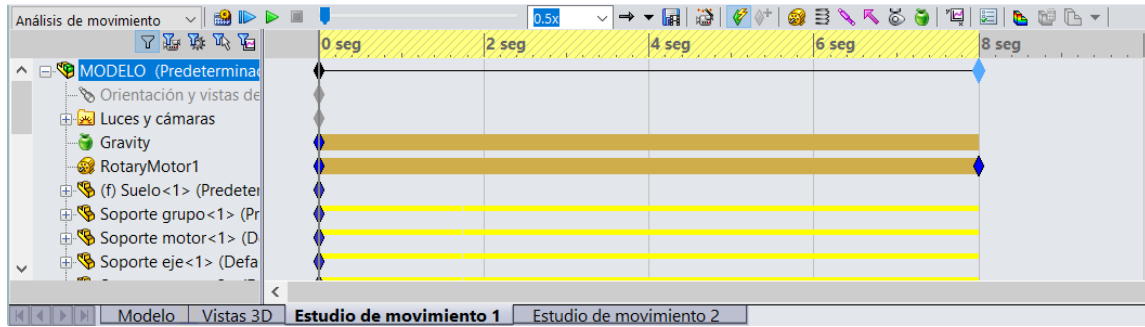 Análisis de movimiento
0.5x
0 seg
2 seg
4 seg
6 seg
8 seg
MODELO (Predeterminad
Orientación y vistas de
Luces y cámaras
Gravity
RotaryMotor1
(f) Suelo<1> (Predeter
Soporte grupo<1> (Pr
Soporte motor<1> (D
Soporte eje<1> (Defa
Modelo
Vistas 3D
Estudio de movimiento 1
Estudio de movimiento 2